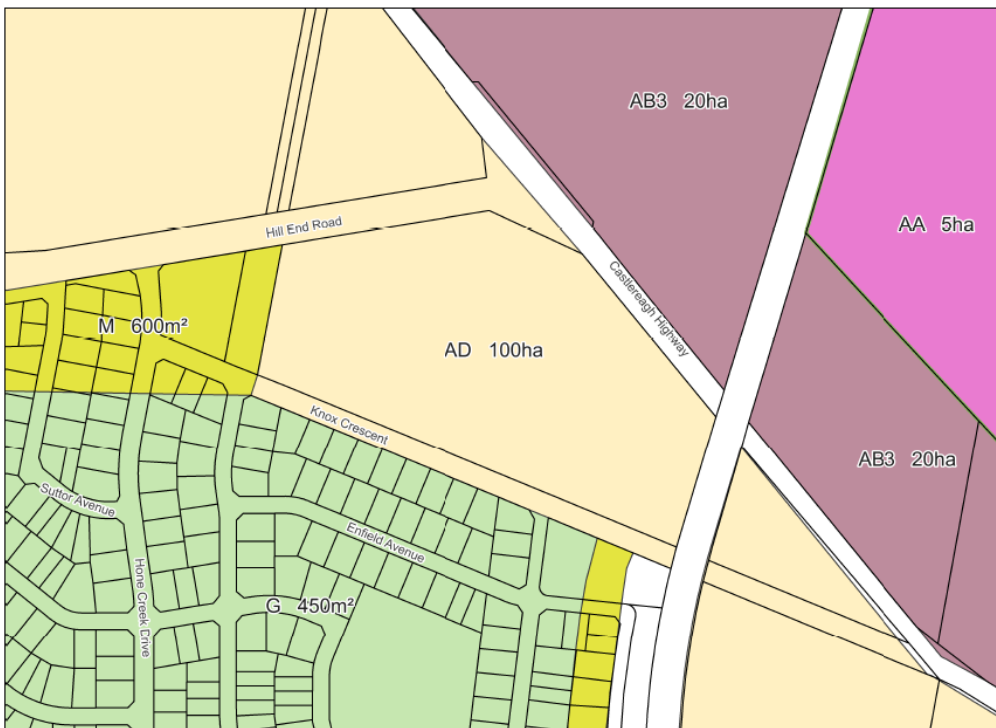 AB3 20ha
AA 5ha
Hill End Road
Castlereagh Highway
M 600m²
AD 100ha
Knox Crescent
AB3 20ha
Suttor Avenue
Enfield Avenue
Hone Creek Drive
G 450m²